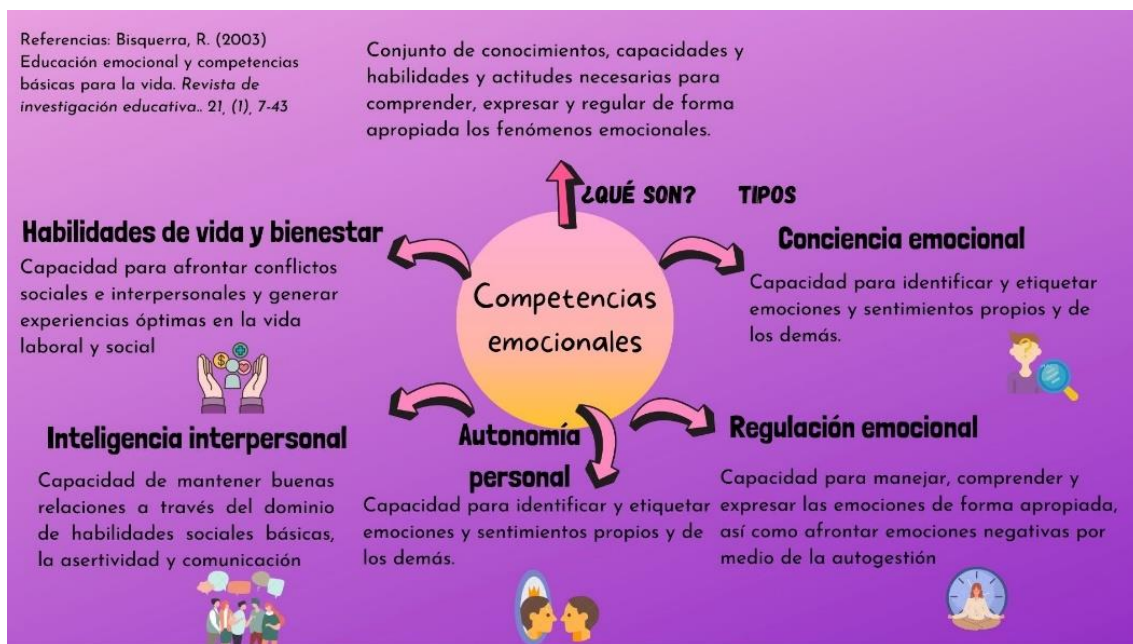 Referencias: Bisquerra, R. (2003)
Educación emocional y competencias
básicas para la vida. Revista de
investigación educativa.. 21, (1), 7-43
Conjunto de conocimientos, capacidades y
habilidades y actitudes necesarias para
comprender, expresar y regular de forma
apropiada los fenómenos emocionales.
¿QUÉ SON?
TIPOS
Competencias
emocionales
Conciencia emocional
Capacidad para identificar y etiquetar
emociones y sentimientos propios y de
los demás.
Regulación emocional
Capacidad para manejar, comprender y
expresar las emociones de forma apropiada,
así como afrontar emociones negativas por
medio de la autogestión
Autonomía
personal
Capacidad para identificar y etiquetar
emociones y sentimientos propios y de
los demás.
Inteligencia interpersonal
Capacidad de mantener buenas
relaciones a través del dominio
de habilidades sociales básicas,
la asertividad y comunicación
Habilidades de vida y bienestar
Capacidad para afrontar conflictos
sociales e interpersonales y generar
experiencias óptimas en la vida
laboral y social